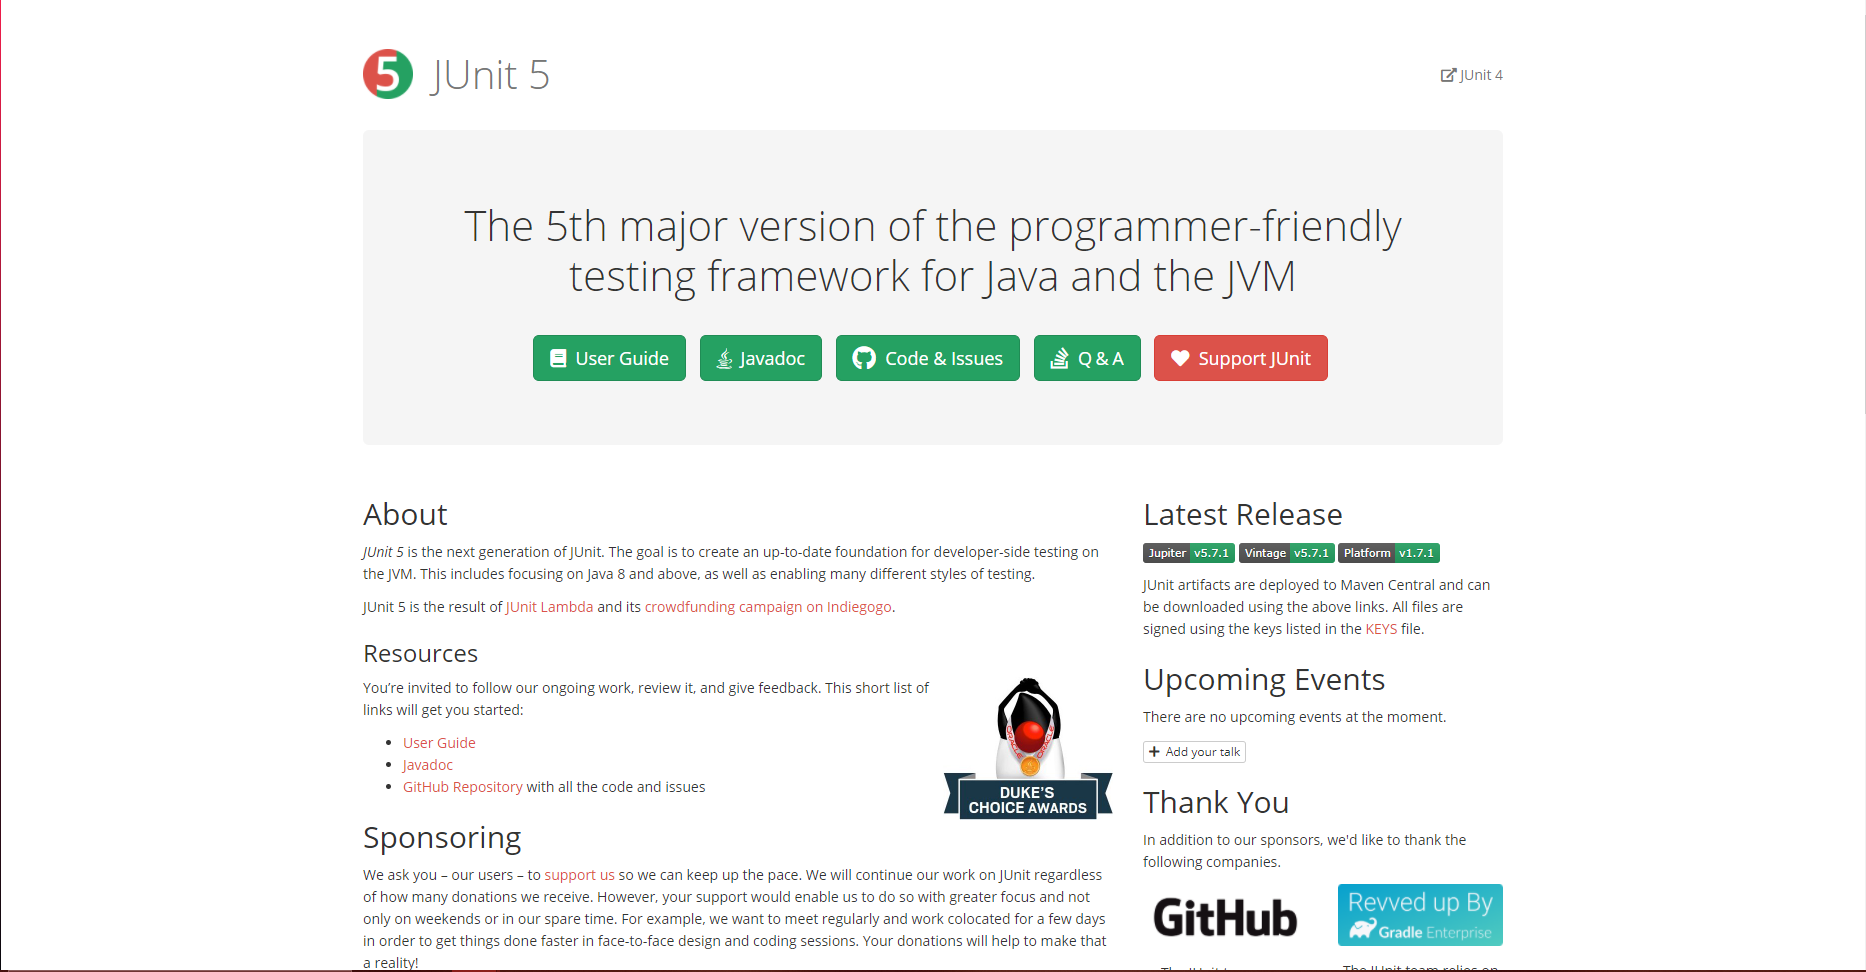 5 JUnit 5
JUnit 4
The 5th major version of the programmer-friendly
testing framework for Java and the JVM
User Guide
Javadoc
Code & Issues
Q & A
Support JUnit
About
JUnit 5 is the next generation of JUnit. The goal is to create an up-to-date foundation for developer-side testing on
the JVM. This includes focusing on Java 8 and above, as well as enabling many different styles of testing.
JUnit 5 is the result of JUnit Lambda and its crowdfunding campaign on Indiegogo.
Resources
You’re invited to follow our ongoing work, review it, and give feedback. This short list of
links will get you started:
• User Guide
• Javadoc
• GitHub Repository with all the code and issues
ORACLE ORACLE
DUKE'S
CHOICE AWARDS
Sponsoring
We ask you – our users – to support us so we can keep up the pace. We will continue our work on JUnit regardless
of how many donations we receive. However, your support would enable us to do so with greater focus and not
only on weekends or in our spare time. For example, we want to meet regularly and work colocated for a few days
in order to get things done faster in face-to-face design and coding sessions. Your donations will help to make that
a reality!
Latest Release
Jupiter v5.7.1 Vintage v5.7.1 Platform v1.7.1
JUnit artifacts are deployed to Maven Central and can
be downloaded using the above links. All files are
signed using the keys listed in the KEYS file.
Upcoming Events
There are no upcoming events at the moment.
+ Add your talk
Thank You
In addition to our sponsors, we'd like to thank the
following companies.
GitHub
Revved up By
Gradle Enterprise
The JUnit team relies on